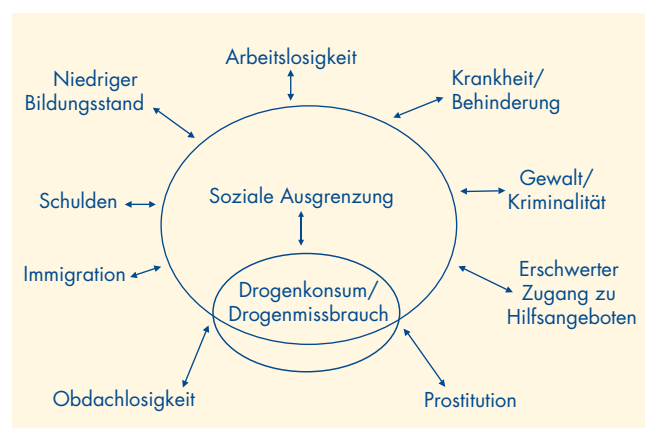 Arbeitslosigkeit
Niedriger
Bildungsstand
Krankheit/
Behinderung
Schulden
Soziale Ausgrenzung
Gewalt/
Kriminalität
Immigration
Drogenkonsum/
Drogenmissbrauch
Erschwerter
Zugang zu
Hilfsangeboten
Obdachlosigkeit
Prostitution